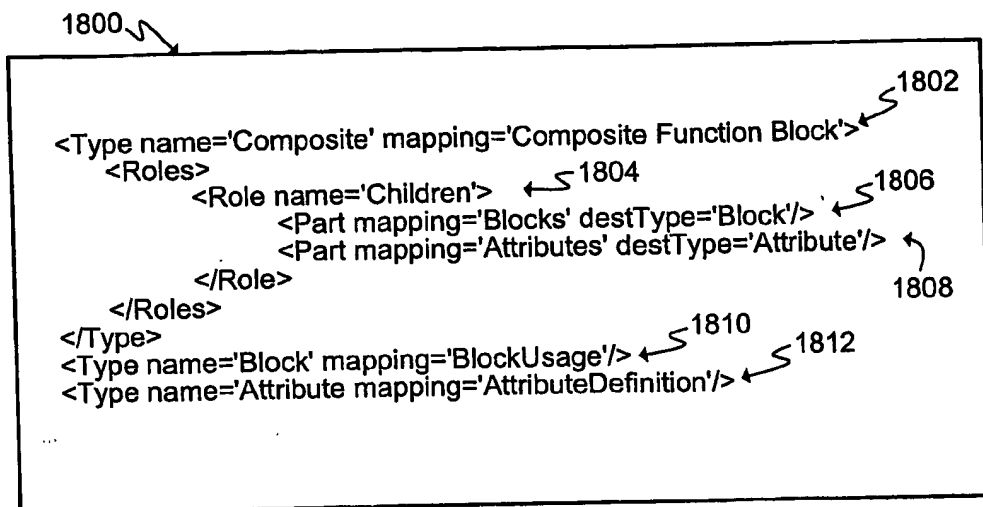 1800
1802
<Type name='Composite' mapping='Composite Function Block'>
<Roles>
<Role name='Children'> 1804
1806
<Part mapping='Blocks' destType='Block'/>
<Part mapping='Attributes' destType='Attribute'/>
</Role>
1808
</Roles>
</Type>
1810
<Type name='Block' mapping='BlockUsage'/>
1812
<Type name='Attribute mapping='AttributeDefinition'/>
...